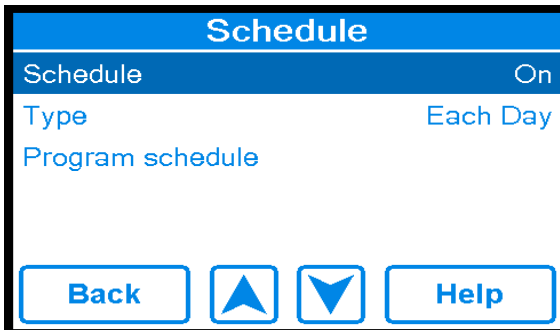 Schedule
Schedule On
Type Each Day
Program schedule
Back Help